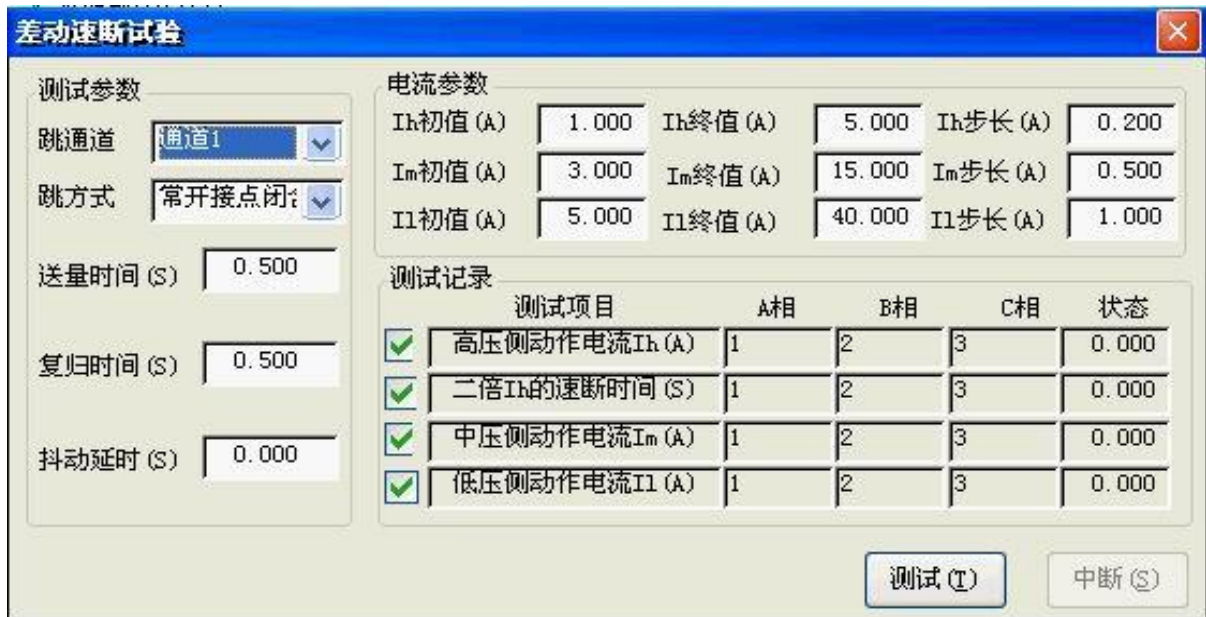 差动速断试验
测试参数
跳通道 通道1
跳方式 常开接点闭
送量时间(S) 0.500
复归时间(S) 0.500
抖动延时(S) 0.000
电流参数
Ih初值(A) 1.000 Ih终值(A) 5.000 Ih步长(A) 0.200
Im初值(A) 3.000 Im终值(A) 15.000 Im步长(A) 0.500
Il初值(A) 5.000 Il终值(A) 40.000 Il步长(A) 1.000
测试记录
测试项目 A相 B相 C相 状态
高压侧动作电流Ih(A) 1 2 3 0.000
二倍Ih的速断时间(S) 1 2 3 0.000
中压侧动作电流Im(A) 1 2 3 0.000
低压侧动作电流Il(A) 1 2 3 0.000
测试(T) 中断(S)